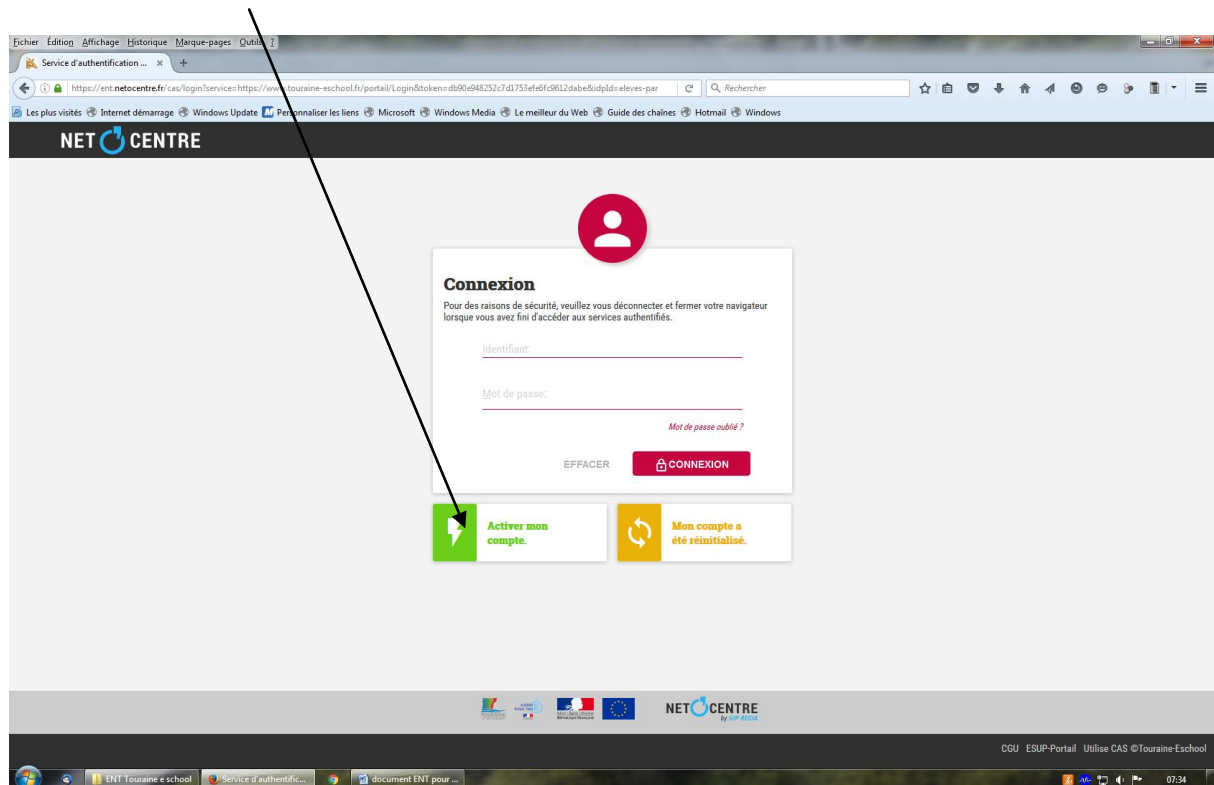 Fichier Édition Affichage Historique Marque-pages Outils ?
Service d'authentification ... × +
https://ent.netocentre.fr/cas/login?service=https://www.touraine-eschool.fr/portail/Login&token=db90e948252c7d1753efe6fc9612dabe&idpId=eleves-par Rechercher
Les plus visités Internet démarrage Windows Update Personnaliser les liens Microsoft Windows Media Le meilleur du Web Guide des chaînes Hotmail Windows
NET CENTRE
Connexion
Pour des raisons de sécurité, veuillez vous déconnecter et fermer votre navigateur
lorsque vous avez fini d'accéder aux services authentifiés.
Identifiant:
Mot de passe:
Mot de passe oublié ?
EFFACER CONNEXION
Activer mon
compte.
Mon compte a
été réinitialisé.
NET CENTRE
by GIP RECIA
CGU ESUP-Portail Utilise CAS ©Touraine-Eschool
ENT Touraine e school Service d'authentific... document ENT pour ... 07:34